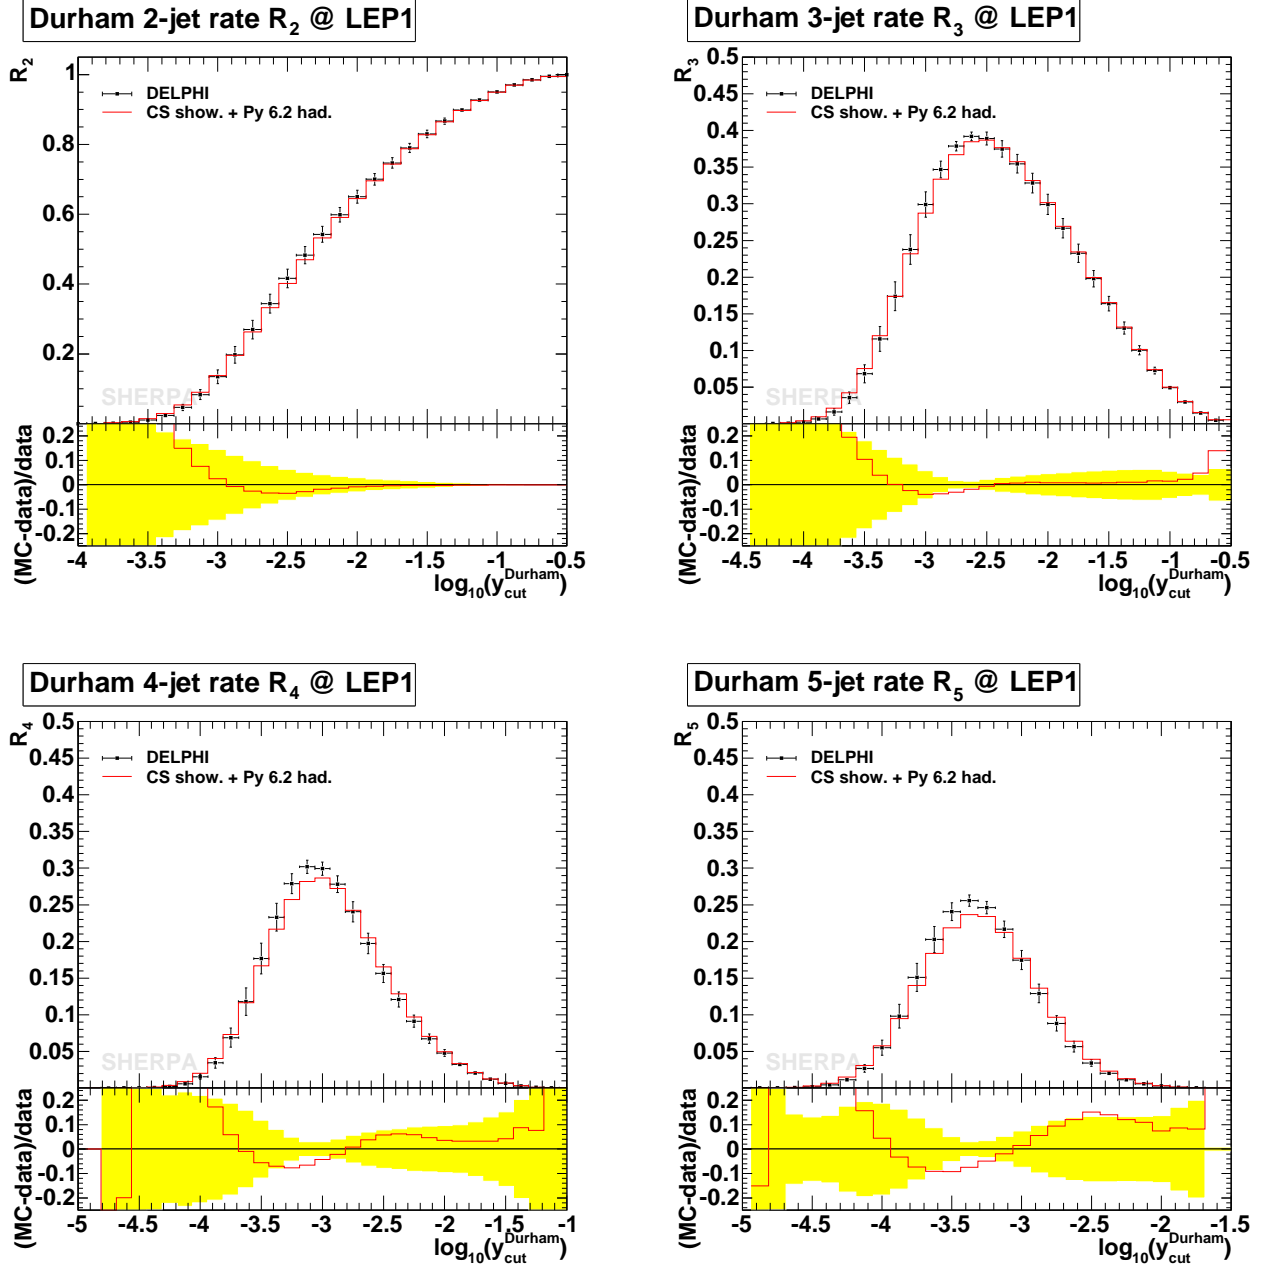 Durham 2-jet rate R2 @ LEP1
R2
1
0.8
0.6
0.4
0.2
DELPHI
CS show. + Py 6.2 had.
SHERPA
(MC-data)/data
0.2
0.1
0
-0.1
-0.2
-4 -3.5 -3 -2.5 -2 -1.5 -1 -0.5
log10(ycut^Durham)
Durham 3-jet rate R3 @ LEP1
R3
0.5
0.45
0.4
0.35
0.3
0.25
0.2
0.15
0.1
0.05
DELPHI
CS show. + Py 6.2 had.
SHERPA
(MC-data)/data
0.2
0.1
0
-0.1
-0.2
-4.5 -4 -3.5 -3 -2.5 -2 -1.5 -1 -0.5
log10(ycut^Durham)
Durham 4-jet rate R4 @ LEP1
R4
0.5
0.45
0.4
0.35
0.3
0.25
0.2
0.15
0.1
0.05
DELPHI
CS show. + Py 6.2 had.
SHERPA
(MC-data)/data
0.2
0.1
0
-0.1
-0.2
-5 -4.5 -4 -3.5 -3 -2.5 -2 -1.5 -1
log10(ycut^Durham)
Durham 5-jet rate R5 @ LEP1
R5
0.5
0.45
0.4
0.35
0.3
0.25
0.2
0.15
0.1
0.05
DELPHI
CS show. + Py 6.2 had.
SHERPA
(MC-data)/data
0.2
0.1
0
-0.1
-0.2
-5 -4.5 -4 -3.5 -3 -2.5 -2 -1.5
log10(ycut^Durham)